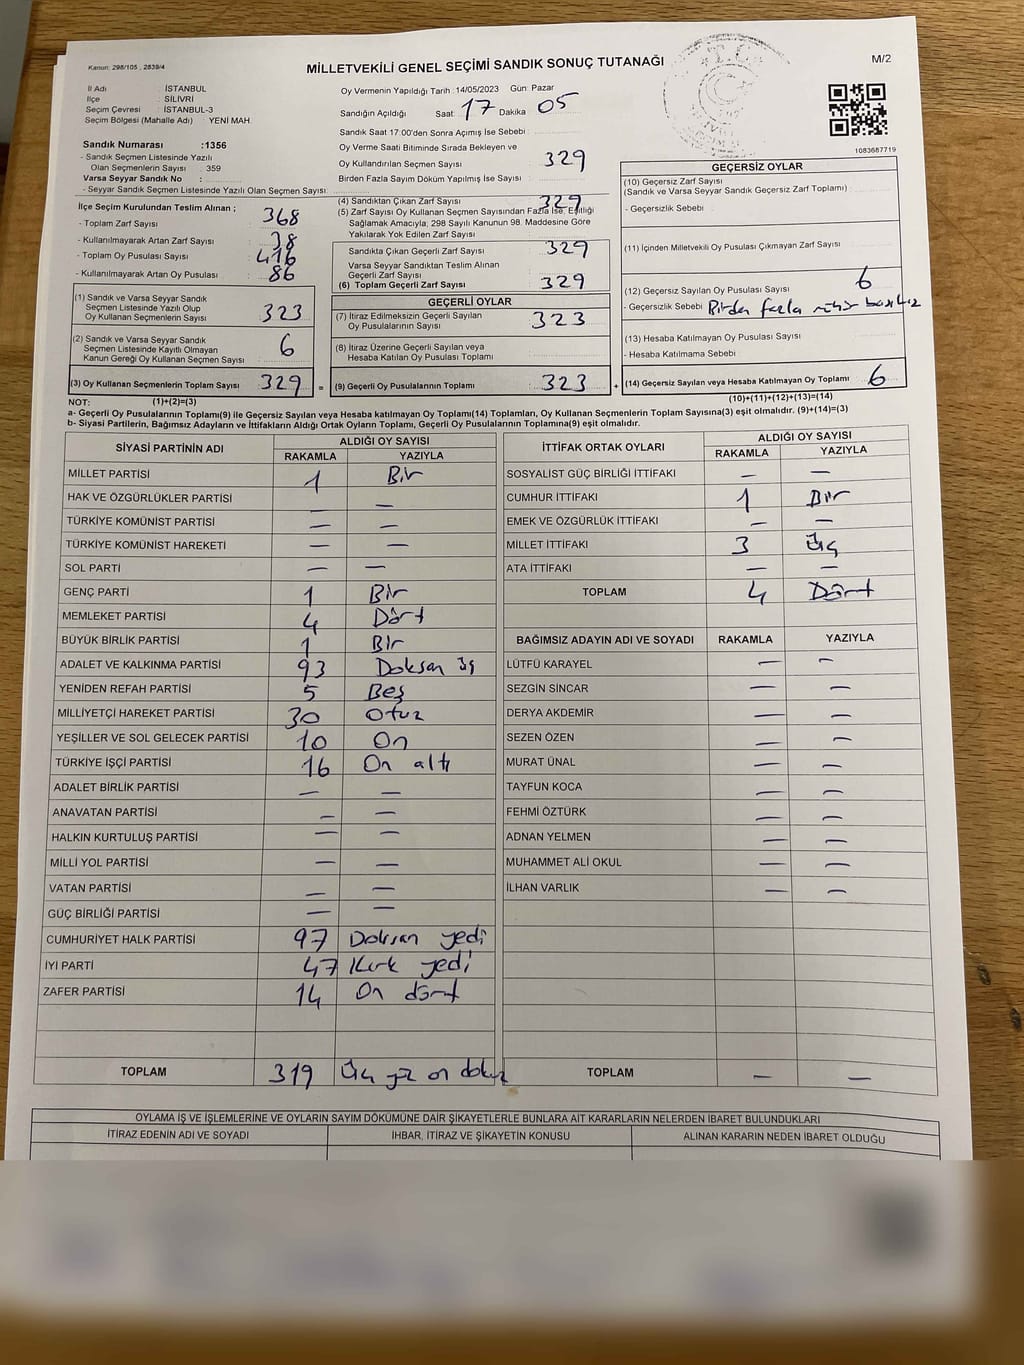 Kanun: 298/105 , 2839/4
MİLLETVEKİLİ GENEL SEÇİMİ SANDIK SONUÇ TUTANAĞI
M/2
İl Adı : İSTANBUL
İlçe : SİLİVRİ
Seçim Çevresi : İSTANBUL-3
Seçim Bölgesi (Mahalle Adı) : YENİ MAH.
Sandık Numarası :1356
- Sandık Seçmen Listesinde Yazılı
Olan Seçmenlerin Sayısı : 359
Varsa Seyyar Sandık No :
- Seyyar Sandık Seçmen Listesinde Yazılı Olan Seçmen Sayısı:
Oy Vermenin Yapıldığı Tarih :14/05/2023 Gün: Pazar
Sandığın Açıldığı Saat: 17 Dakika 05
Sandık Saat 17:00'den Sonra Açımış İse Sebebi
Oy Verme Saati Bitiminde Sırada Bekleyen ve
Oy Kullandırılan Seçmen Sayısı 329
Birden Fazla Sayım Döküm Yapılmış İse Sayısı
1083687719
İlçe Seçim Kurulundan Teslim Alınan ;
- Toplam Zarf Sayısı 368
- Kullanılmayarak Artan Zarf Sayısı
- Toplam Oy Pusulası Sayısı 416
- Kullanılmayarak Artan Oy Pusulası 86
(4) Sandıktan Çıkan Zarf Sayısı 329
(5) Zarf Sayısı Oy Kullanan Seçmen Sayısından Fazla İse, Eşitliği
Sağlamak Amacıyla, 298 Sayılı Kanunun 98. Maddesine Göre
Yakılarak Yok Edilen Zarf Sayısı
Sandıkta Çıkan Geçerli Zarf Sayısı 329
Varsa Seyyar Sandıktan Teslim Alınan
Geçerli Zarf Sayısı
(6) Toplam Geçerli Zarf Sayısı 329
(1) Sandık ve Varsa Seyyar Sandık
Seçmen Listesinde Yazılı Olup
Oy Kullanan Seçmenlerin Sayısı 323
(2) Sandık ve Varsa Seyyar Sandık
Seçmen Listesinde Kayıtlı Olmayan
Kanun Gereği Oy Kullanan Seçmen Sayısı 6
(3) Oy Kullanan Seçmenlerin Toplam Sayısı 329 =
GEÇERLİ OYLAR
(7) İtiraz Edilmeksizin Geçerli Sayılan
Oy Pusulalarının Sayısı 323
(8) İtiraz Üzerine Geçerli Sayılan veya
Hesaba Katılan Oy Pusulası Toplamı
(9) Geçerli Oy Pusulalarının Toplamı 323 +
GEÇERSİZ OYLAR
(10) Geçersiz Zarf Sayısı
(Sandık ve Varsa Seyyar Sandık Geçersiz Zarf Toplamı)
- Geçersizlik Sebebi
(11) İçinden Milletvekili Oy Pusulası Çıkmayan Zarf Sayısı
(12) Geçersiz Sayılan Oy Pusulası Sayısı 6
- Geçersizlik Sebebi Birden fazla mühür
(13) Hesaba Katılmayan Oy Pusulası Sayısı
- Hesaba Katılmama Sebebi
(14) Geçersiz Sayılan veya Hesaba Katılmayan Oy Toplamı 6
NOT: (1)+(2)=(3)
(10)+(11)+(12)+(13)=(14)
a- Geçerli Oy Pusulalarının Toplamı(9) ile Geçersiz Sayılan veya Hesaba katılmayan Oy Toplamı(14) Toplamları, Oy Kullanan Seçmenlerin Toplam Sayısına(3) eşit olmalıdır. (9)+(14)=(3)
b- Siyasi Partilerin, Bağımsız Adayların ve İttifakların Aldığı Ortak Oyların Toplamı, Geçerli Oy Pusulalarının Toplamına(9) eşit olmalıdır.
SİYASİ PARTİNİN ADI ALDIĞI OY SAYISI
RAKAMLA YAZIYLA
MİLLET PARTİSİ 1 Bir
HAK VE ÖZGÜRLÜKLER PARTİSİ —
TÜRKİYE KOMÜNİST PARTİSİ — —
TÜRKİYE KOMÜNİST HAREKETİ — —
SOL PARTİ — —
GENÇ PARTİ 1 Bir
MEMLEKET PARTİSİ 4 Dört
BÜYÜK BİRLİK PARTİSİ 1 Bir
ADALET VE KALKINMA PARTİSİ 93 Doksan üç
YENİDEN REFAH PARTİSİ 5 Beş
MİLLİYETÇİ HAREKET PARTİSİ 30 Otuz
YEŞİLLER VE SOL GELECEK PARTİSİ 10 On
TÜRKİYE İŞÇİ PARTİSİ 16 On altı
ADALET BİRLİK PARTİSİ — —
ANAVATAN PARTİSİ — —
HALKIN KURTULUŞ PARTİSİ — —
MİLLİ YOL PARTİSİ — —
VATAN PARTİSİ — —
GÜÇ BİRLİĞİ PARTİSİ — —
CUMHURİYET HALK PARTİSİ 97 Doksan yedi
İYİ PARTİ 47 Kırk yedi
ZAFER PARTİSİ 14 On dört
TOPLAM 319 Üç yüz on dokuz
İTTİFAK ORTAK OYLARI ALDIĞI OY SAYISI
RAKAMLA YAZIYLA
SOSYALİST GÜÇ BİRLİĞİ İTTİFAKI — —
CUMHUR İTTİFAKI 1 Bir
EMEK VE ÖZGÜRLÜK İTTİFAKI — —
MİLLET İTTİFAKI 3 Üç
ATA İTTİFAKI — —
TOPLAM 4 Dört
BAĞIMSIZ ADAYIN ADI VE SOYADI RAKAMLA YAZIYLA
LÜTFÜ KARAYEL — —
SEZGİN SİNCAR — —
DERYA AKDEMİR — —
SEZEN ÖZEN — —
MURAT ÜNAL — —
TAYFUN KOCA — —
FEHMİ ÖZTÜRK — —
ADNAN YELMEN — —
MUHAMMET ALİ OKUL — —
İLHAN VARLIK — —
TOPLAM — —
OYLAMA İŞ VE İŞLEMLERİNE VE OYLARIN SAYIM DÖKÜMÜNE DAİR ŞİKAYETLERLE BUNLARA AİT KARARLARIN NELERDEN İBARET BULUNDUKLARI
İTİRAZ EDENİN ADI VE SOYADI İHBAR, İTİRAZ VE ŞİKAYETİN KONUSU ALINAN KARARIN NEDEN İBARET OLDUĞU